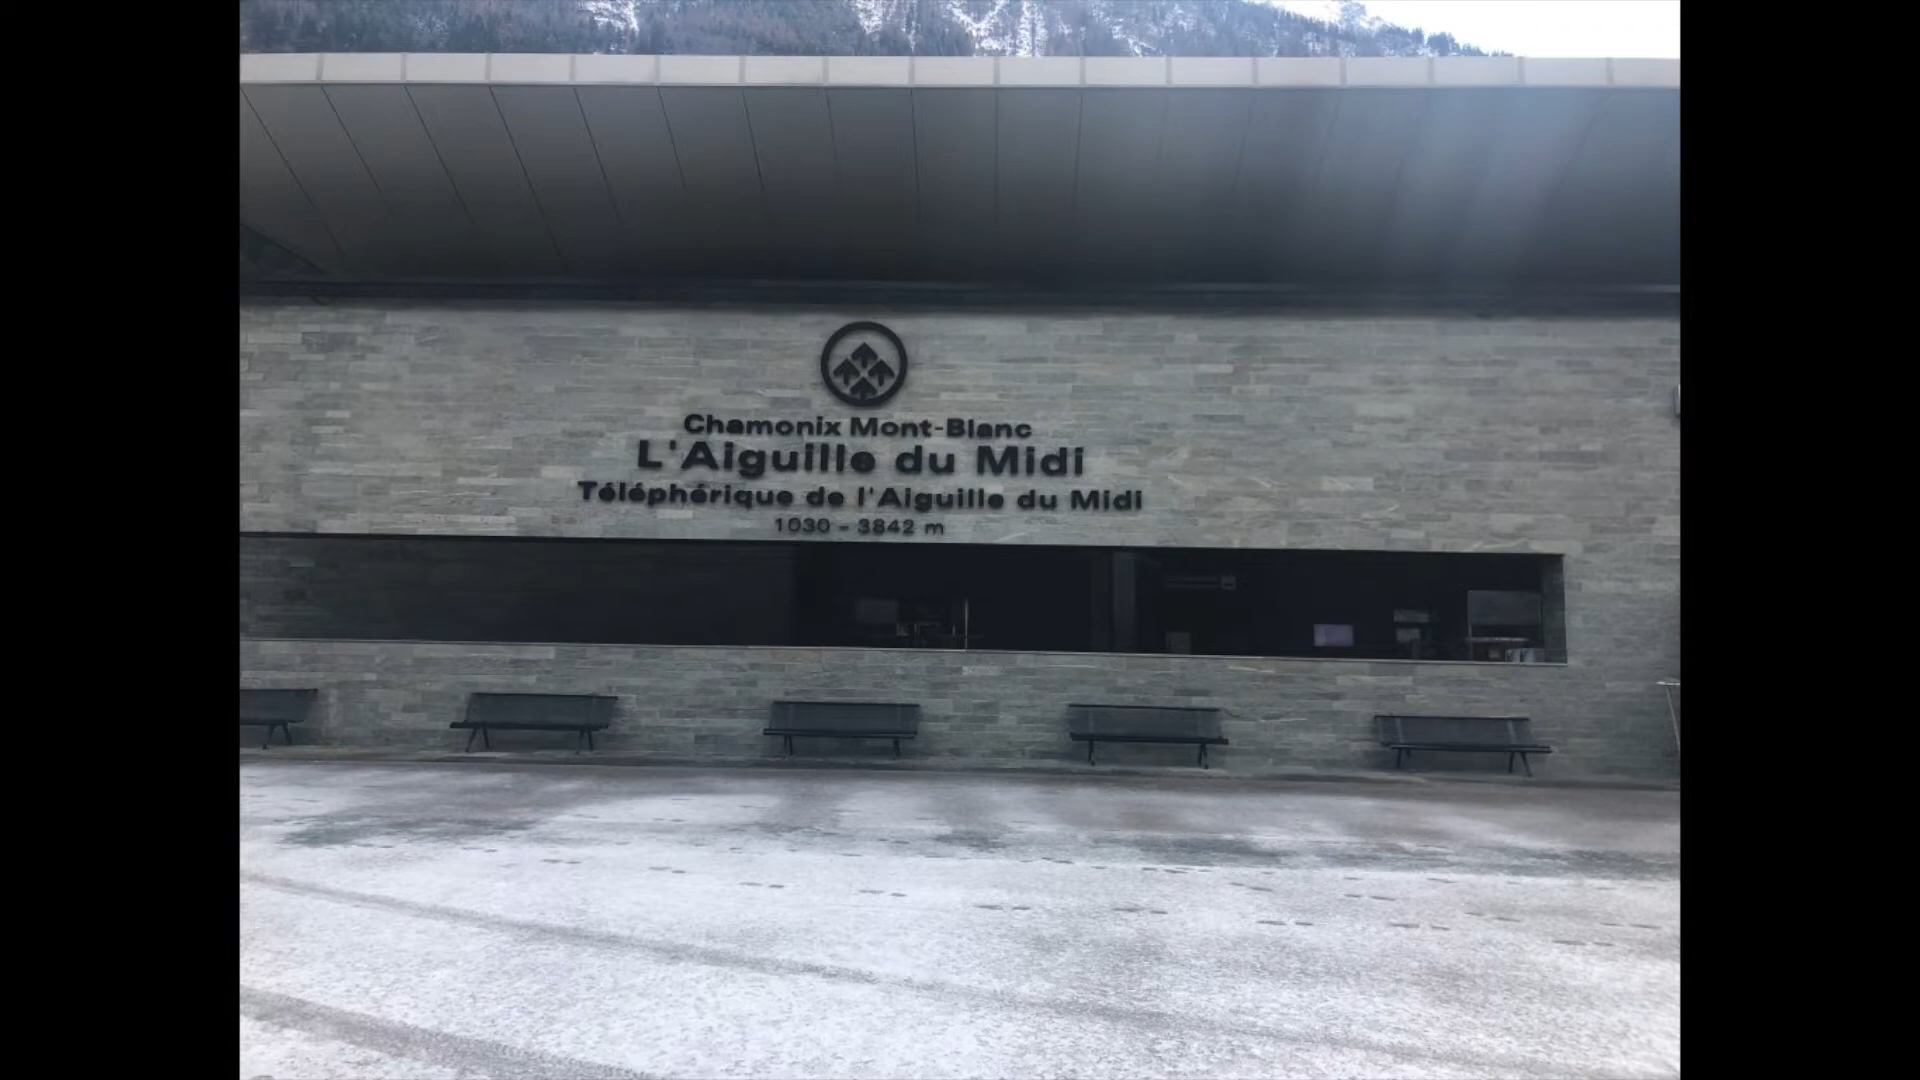 Chamonix Mont-Blanc
L'Aiguille du Midi
Téléphérique de l'Aiguille du Midi
1030 - 3842 m